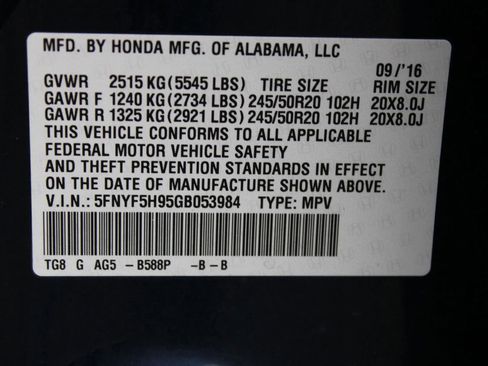 MFD. BY HONDA MFG. OF ALABAMA, LLC
09/'16
GVWR 2515 KG(5545 LBS) TIRE SIZE RIM SIZE
GAWR F 1240 KG(2734 LBS) 245/50R20 102H 20X8.0J
GAWR R 1325 KG(2921 LBS) 245/50R20 102H 20X8.0J
THIS VEHICLE CONFORMS TO ALL APPLICABLE
FEDERAL MOTOR VEHICLE SAFETY
AND THEFT PREVENTION STANDARDS IN EFFECT
ON THE DATE OF MANUFACTURE SHOWN ABOVE.
V.I.N.: 5FNYF5H95GB053984 TYPE: MPV
TG8 G AG5 -B588P -B-B